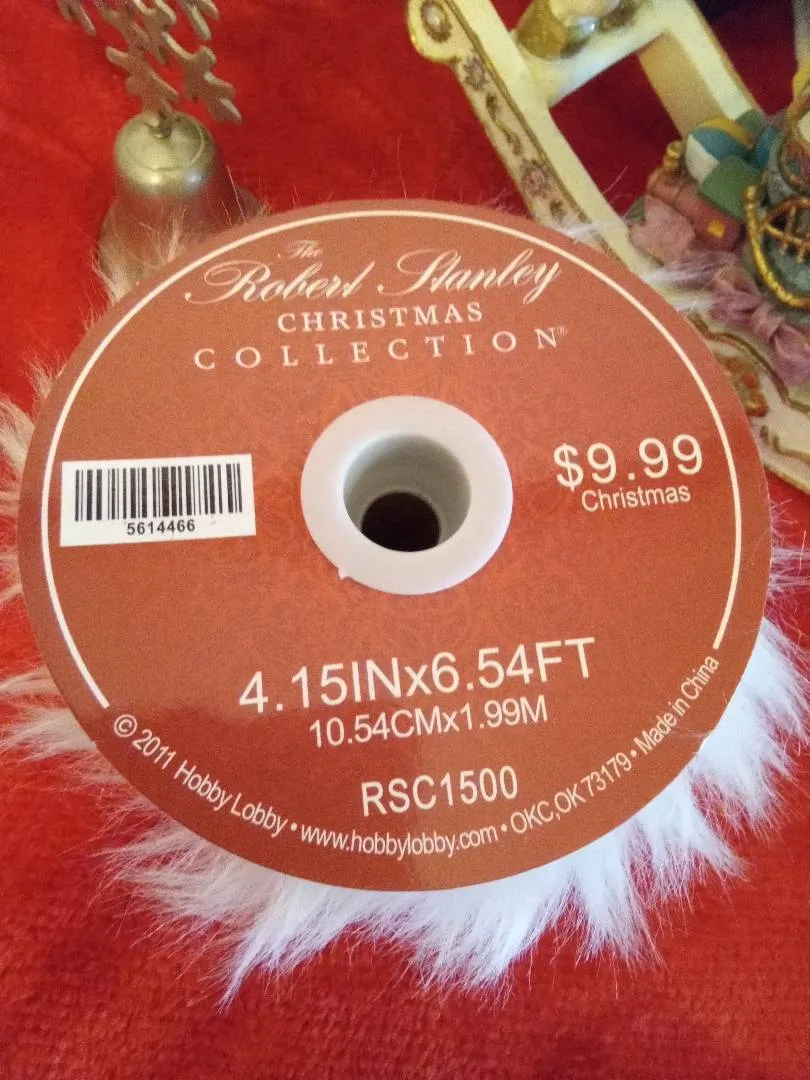 The
Robert Stanley
CHRISTMAS
COLLECTION®
5614466
$9.99
Christmas
4.15INx6.54FT
10.54CMx1.99M
RSC1500
© 2011 Hobby Lobby • www.hobbylobby.com • OKC,OK 73179 • Made in China